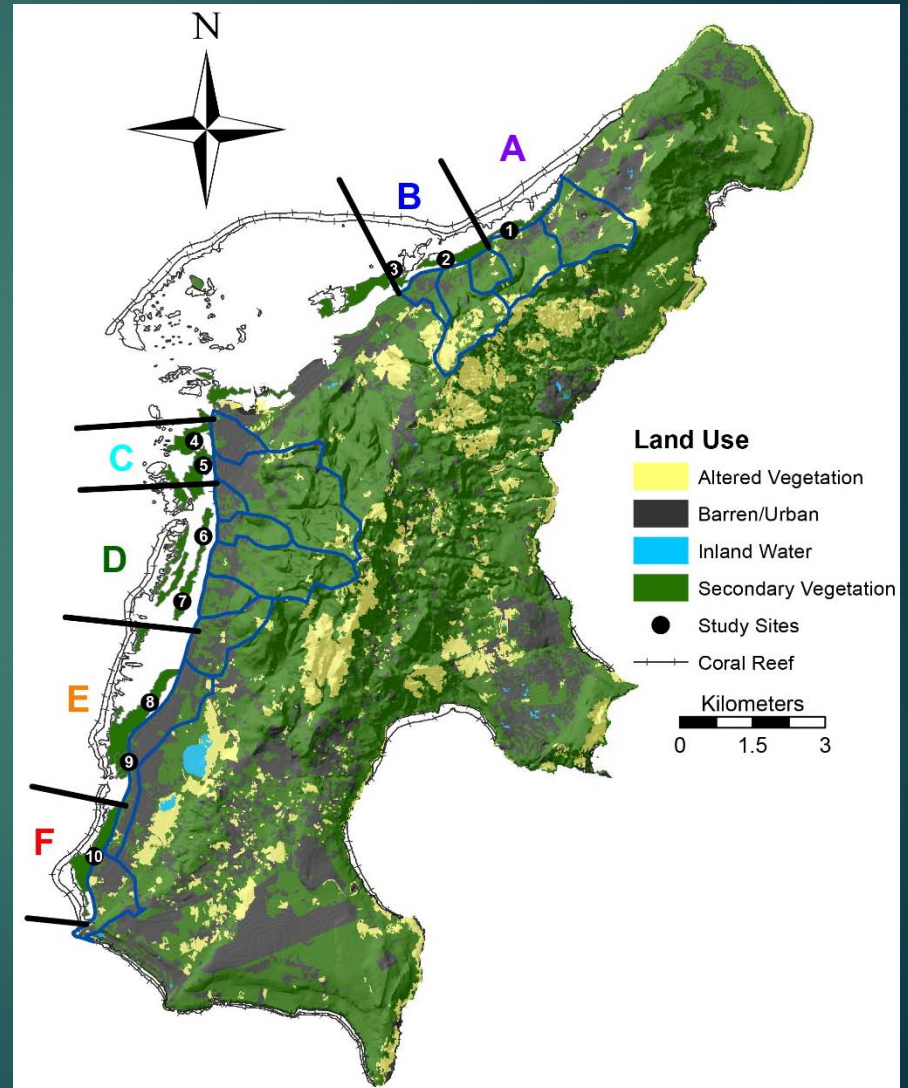 N
A
B
1
2
3
4
C
5
6
D
7
E
8
9
F
10
Land Use
Altered Vegetation
Barren/Urban
Inland Water
Secondary Vegetation
Study Sites
Coral Reef
Kilometers
0 1.5 3